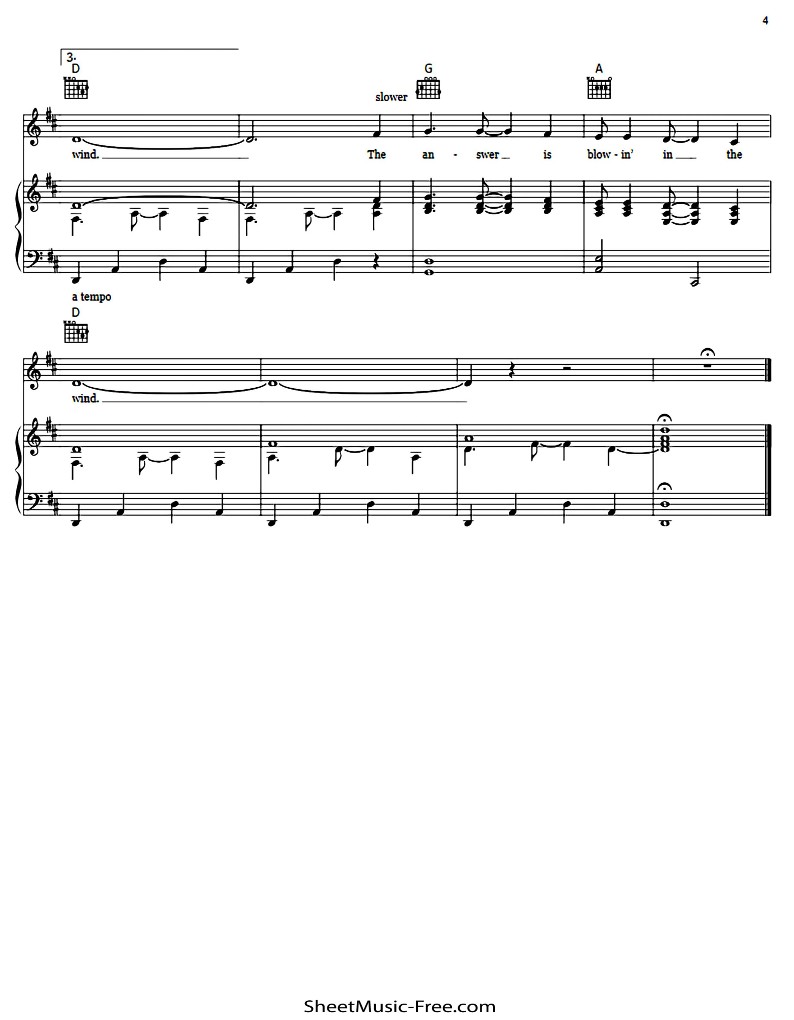 4
3.
D
slower G A
wind. The an - swer is blow - in' in the
a tempo
D
wind.
SheetMusic-Free.com